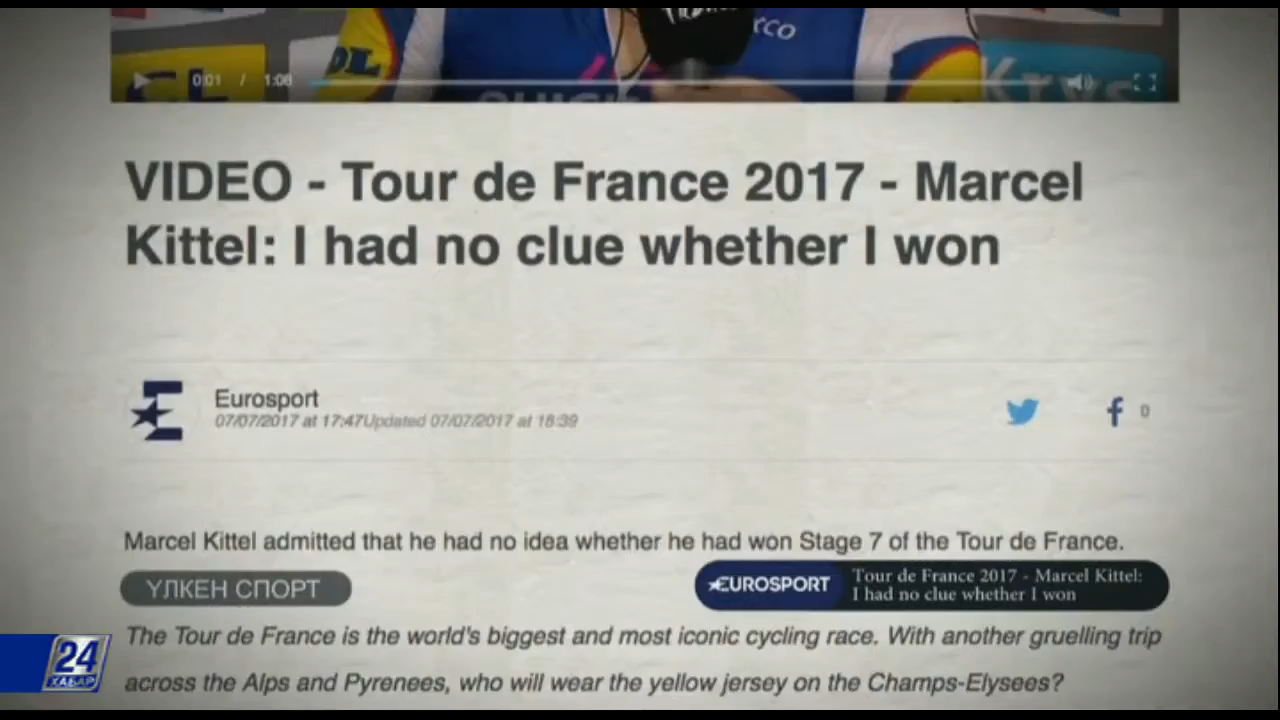 rco
DL
0:01 / 1:08
VIDEO - Tour de France 2017 - Marcel
Kittel: I had no clue whether I won
Eurosport
07/07/2017 at 17:47Updated 07/07/2017 at 18:39
0
Marcel Kittel admitted that he had no idea whether he had won Stage 7 of the Tour de France.
ҮЛКЕН СПОРТ
EUROSPORT
Tour de France 2017 - Marcel Kittel:
I had no clue whether I won
The Tour de France is the world's biggest and most iconic cycling race. With another gruelling trip
across the Alps and Pyrenees, who will wear the yellow jersey on the Champs-Elysees?
24
ХАБАР